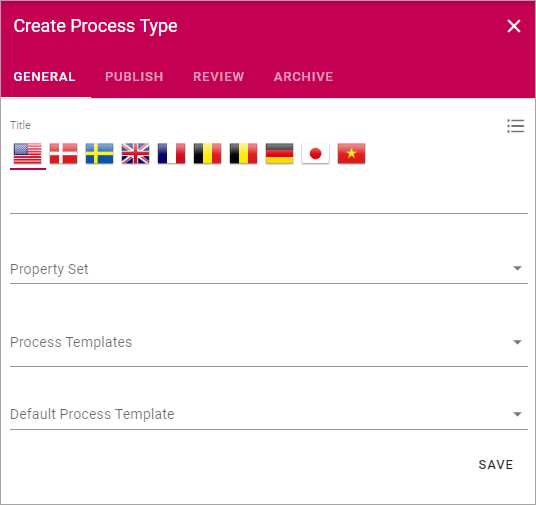 Create Process Type
GENERAL PUBLISH REVIEW ARCHIVE
Title
Property Set
Process Templates
Default Process Template
SAVE